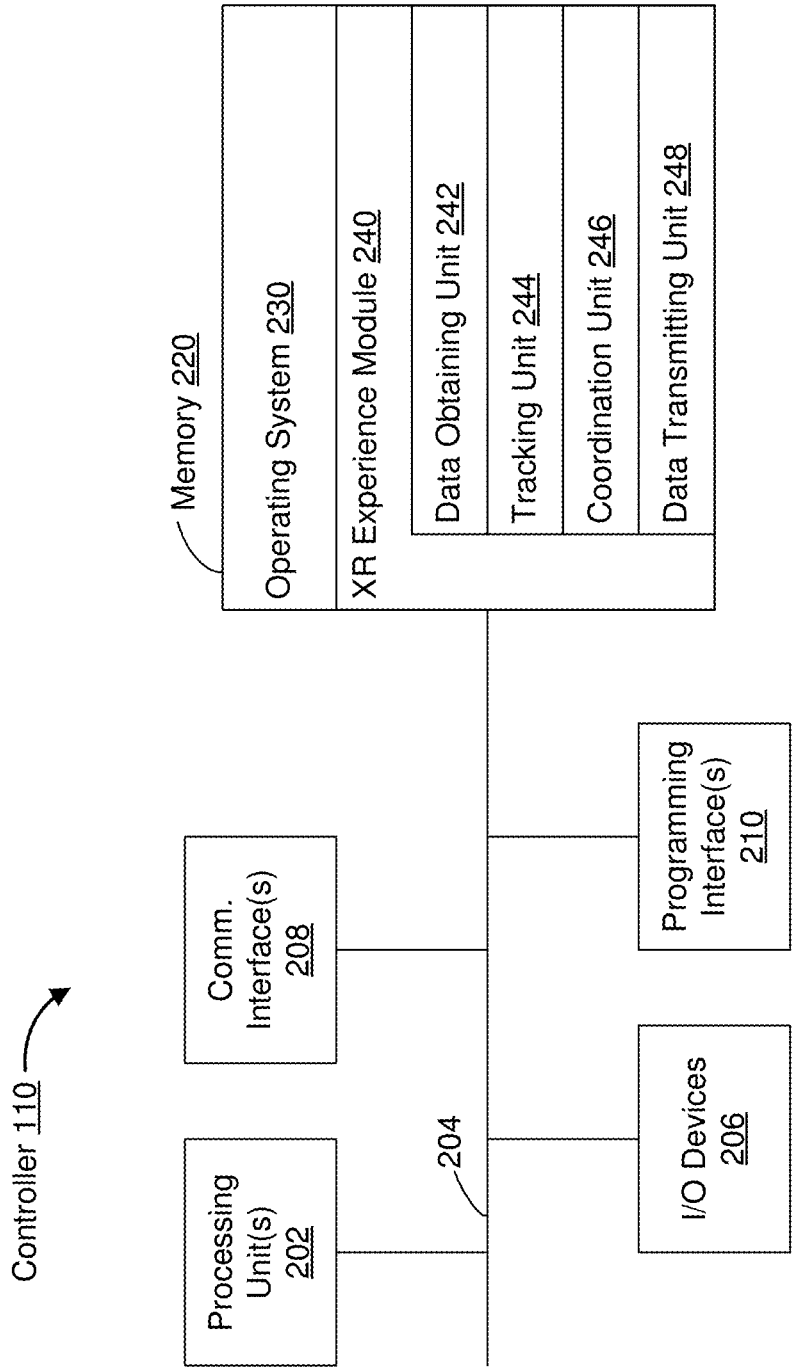 Controller 110
Processing
Unit(s)
202
Comm.
Interface(s)
208
204
I/O Devices
206
Programming
Interface(s)
210
Memory 220
Operating System 230
XR Experience Module 240
Data Obtaining Unit 242
Tracking Unit 244
Coordination Unit 246
Data Transmitting Unit 248